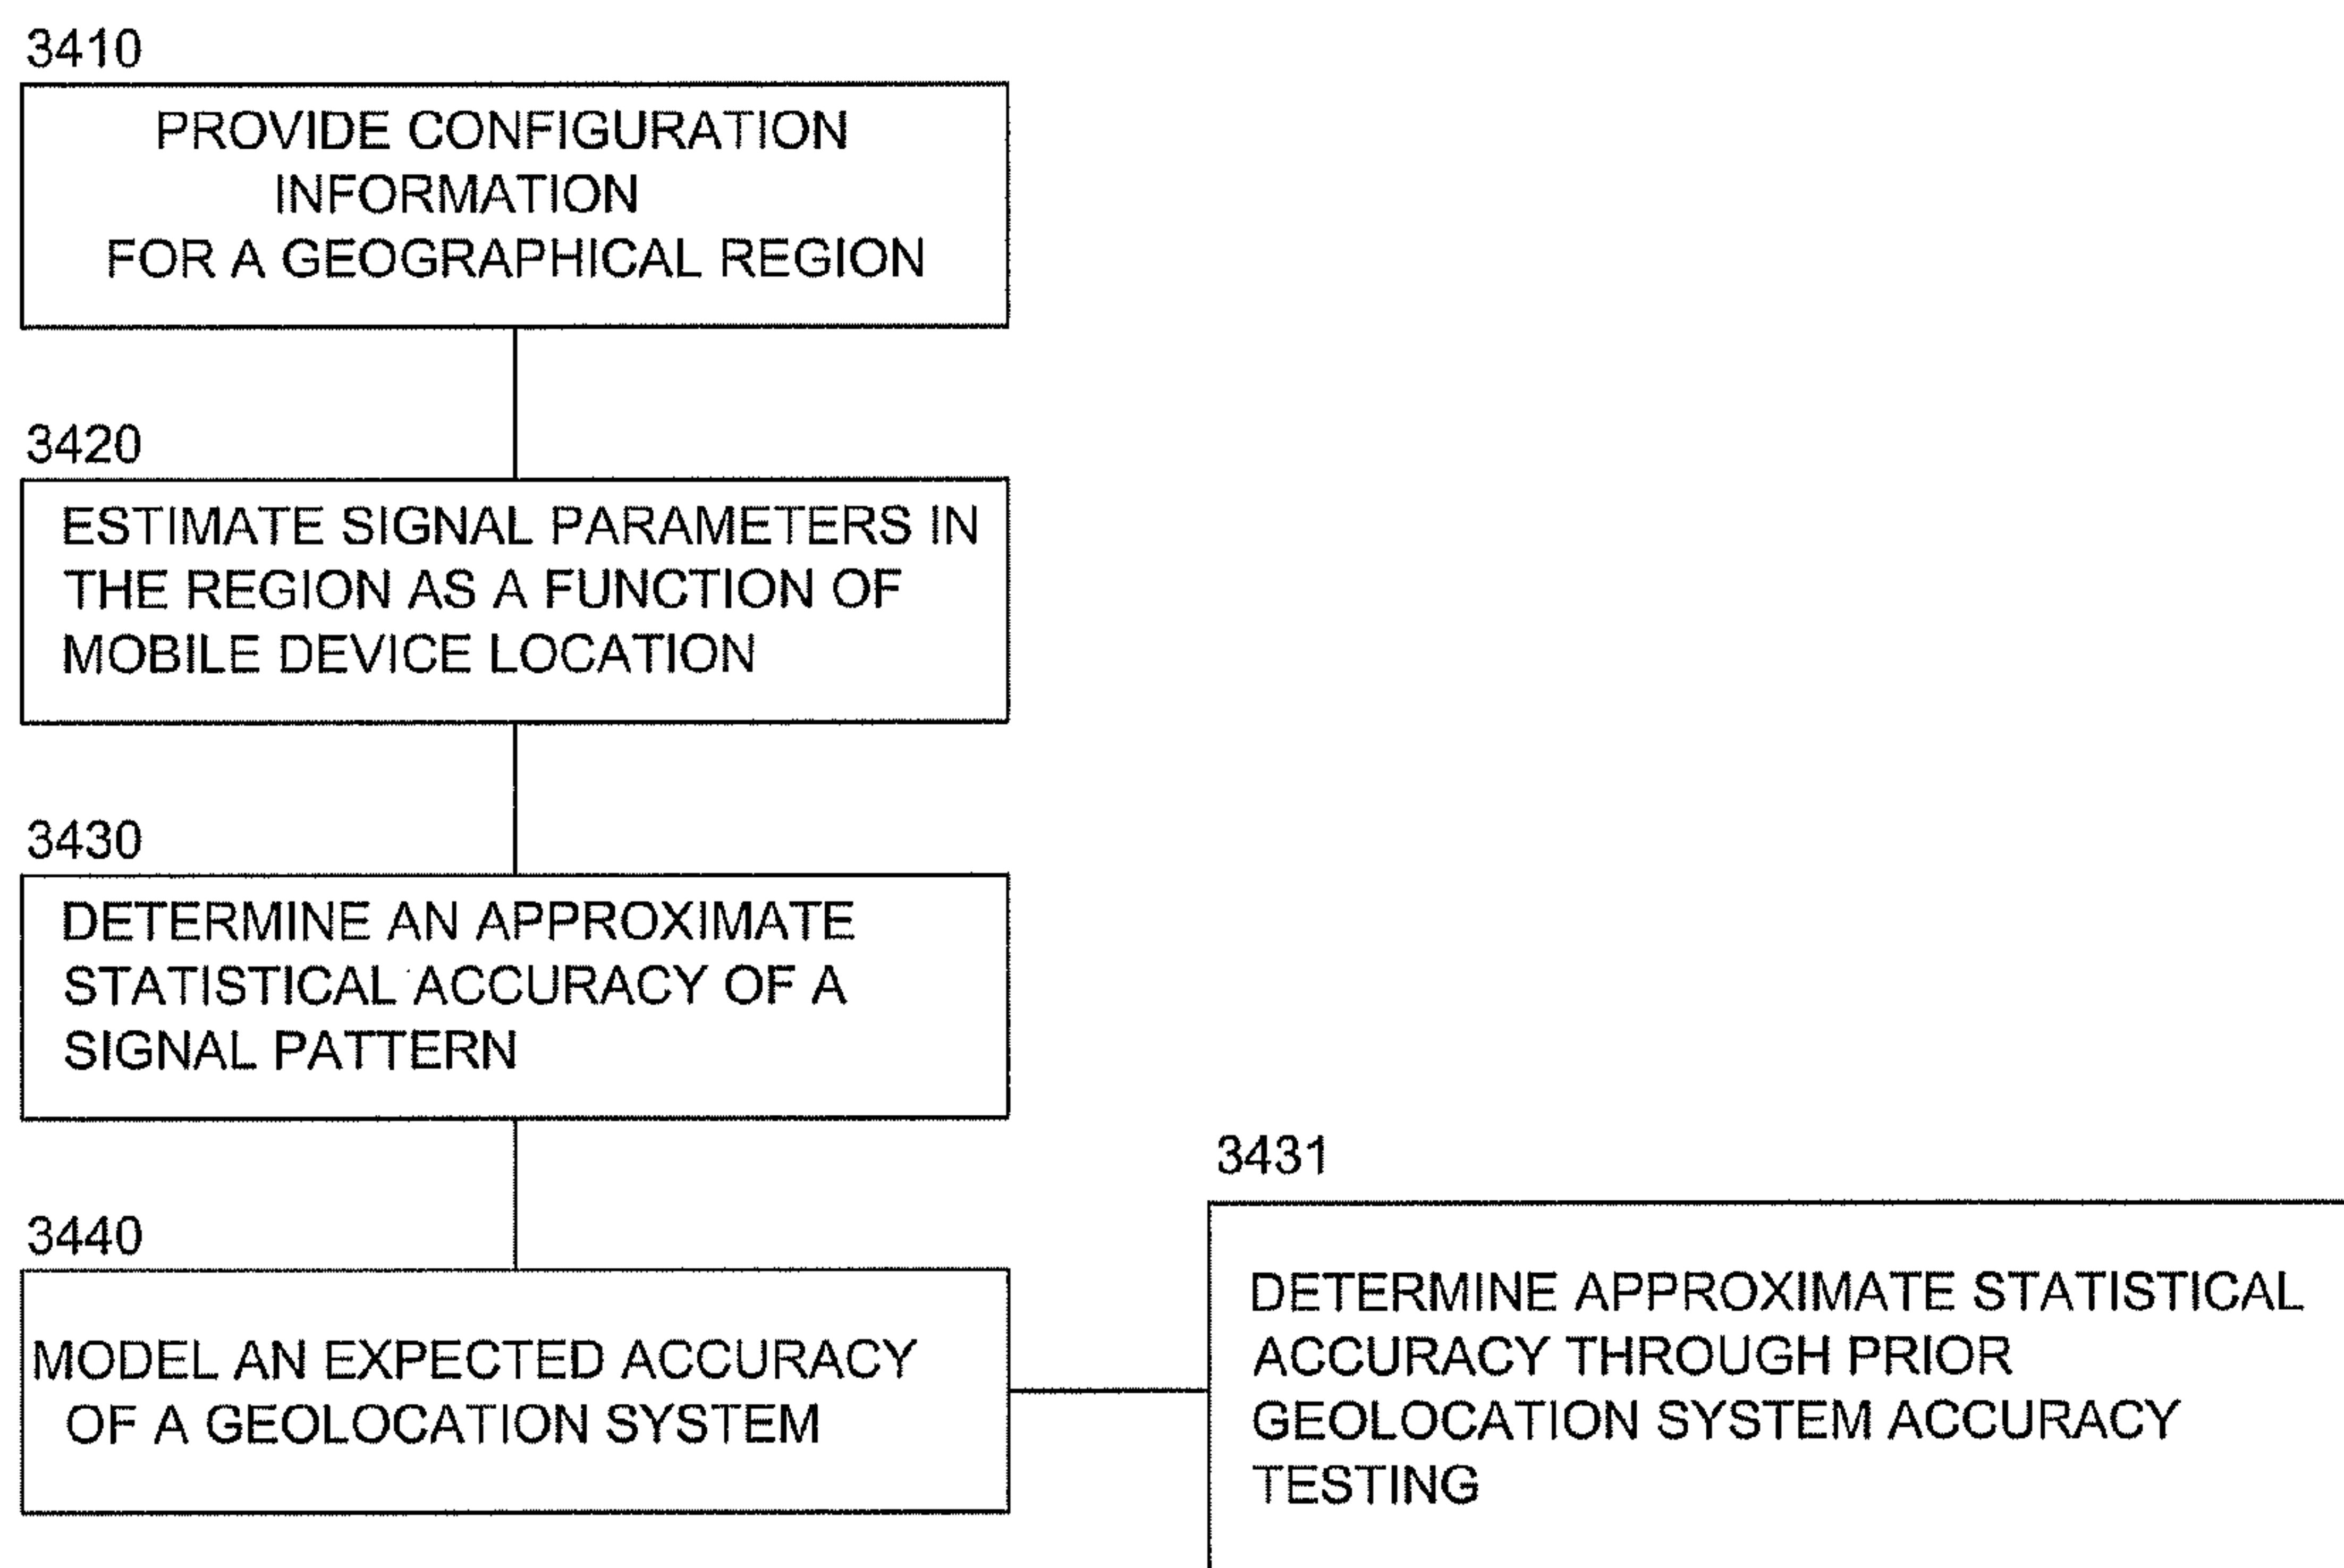 3410
PROVIDE CONFIGURATION
INFORMATION
FOR A GEOGRAPHICAL REGION
3420
ESTIMATE SIGNAL PARAMETERS IN
THE REGION AS A FUNCTION OF
MOBILE DEVICE LOCATION
3430
DETERMINE AN APPROXIMATE
STATISTICAL ACCURACY OF A
SIGNAL PATTERN
3440
MODEL AN EXPECTED ACCURACY
OF A GEOLOCATION SYSTEM
3431
DETERMINE APPROXIMATE STATISTICAL
ACCURACY THROUGH PRIOR
GEOLOCATION SYSTEM ACCURACY
TESTING